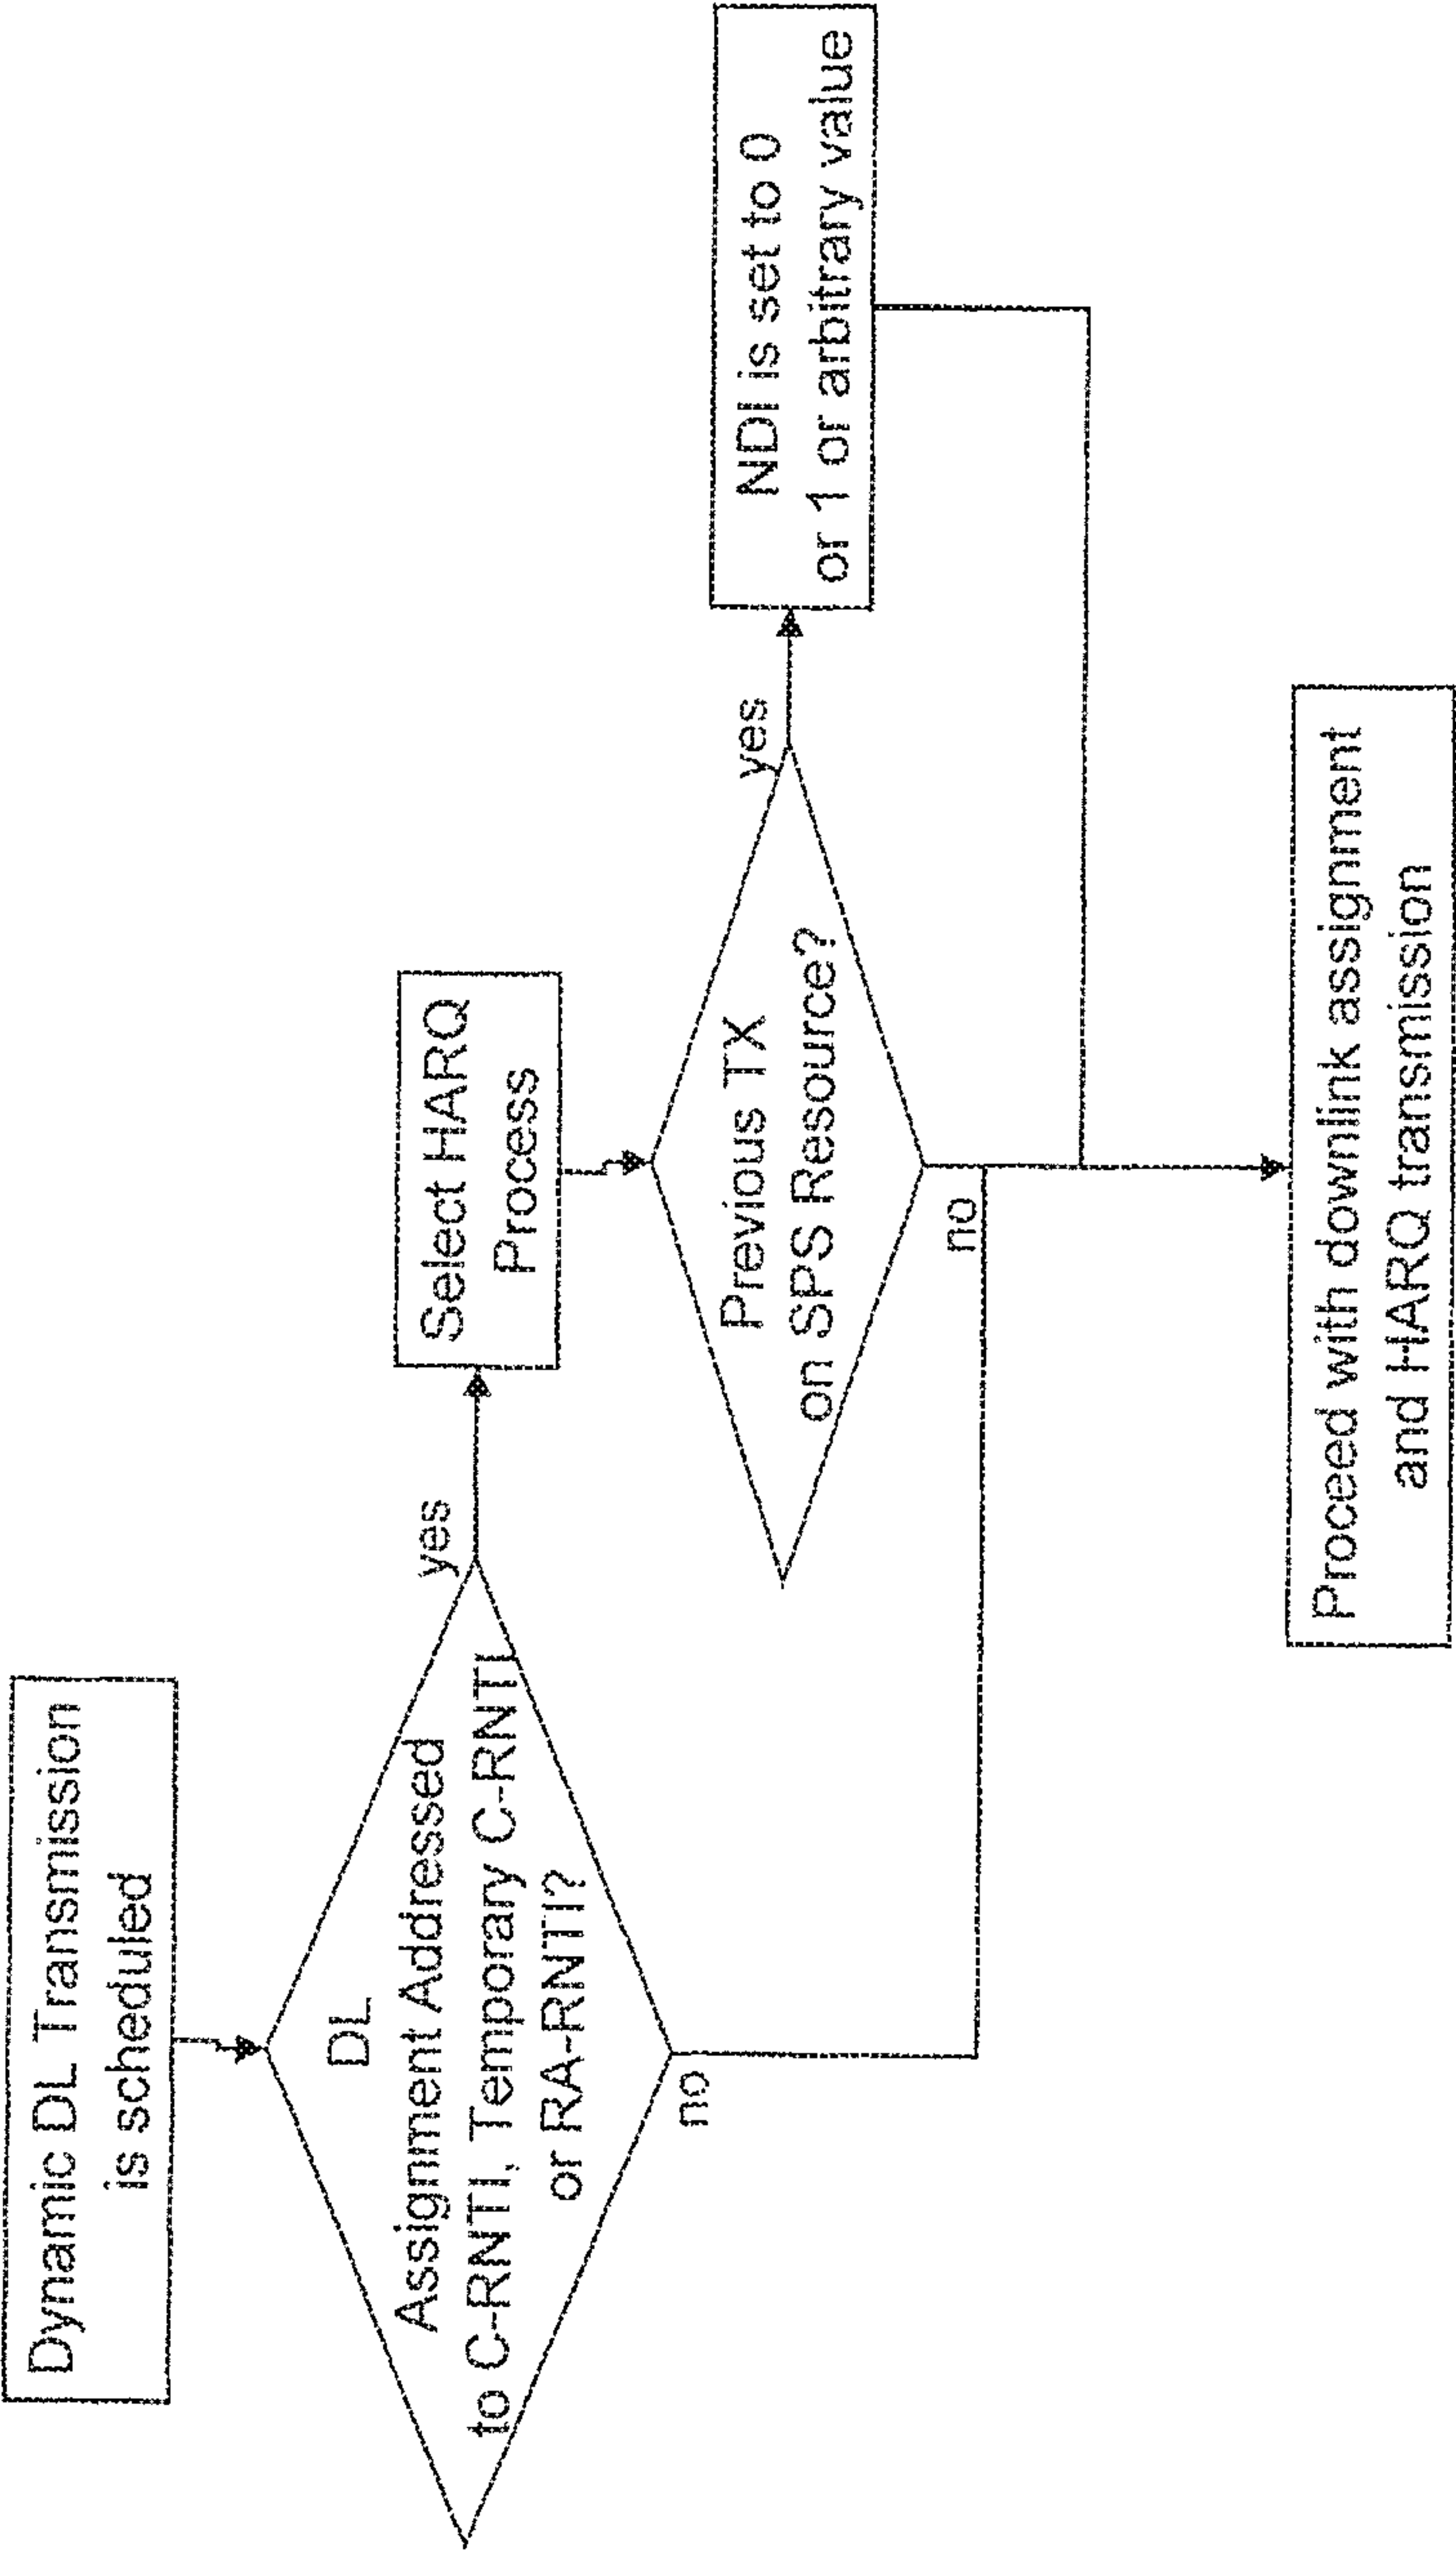 Dynamic DL Transmission
is scheduled
DL
Assignment Addressed
to C-RNTI, Temporary C-RNTI
or RA-RNTI?
yes
no
Select HARQ
Process
Previous TX
on SPS Resource?
yes
no
NDI is set to 0
or 1 or arbitrary value
Proceed with downlink assignment
and HARQ transmission